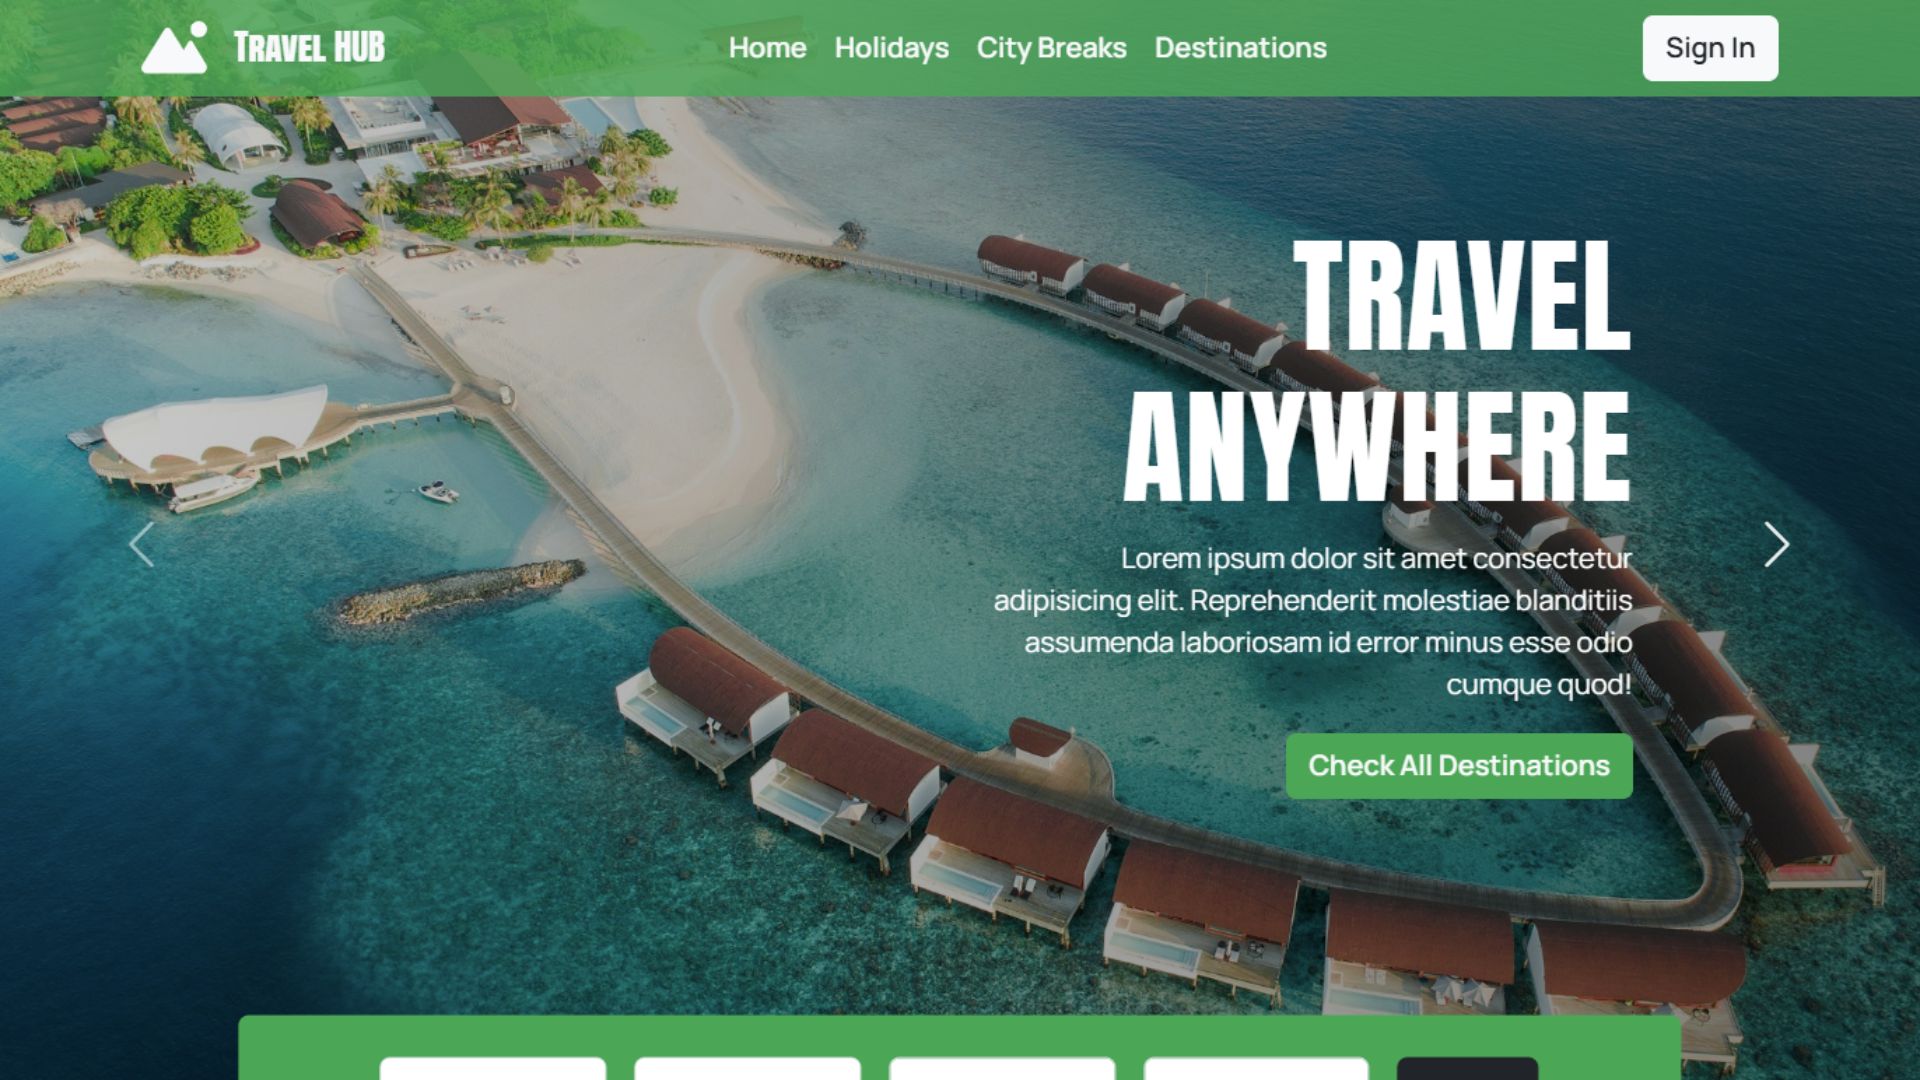 TRAVEL HUB
Home Holidays City Breaks Destinations
Sign In
TRAVEL
ANYWHERE
Lorem ipsum dolor sit amet consectetur
adipisicing elit. Reprehenderit molestiae blanditiis
assumenda laboriosam id error minus esse odio
cumque quod!
Check All Destinations